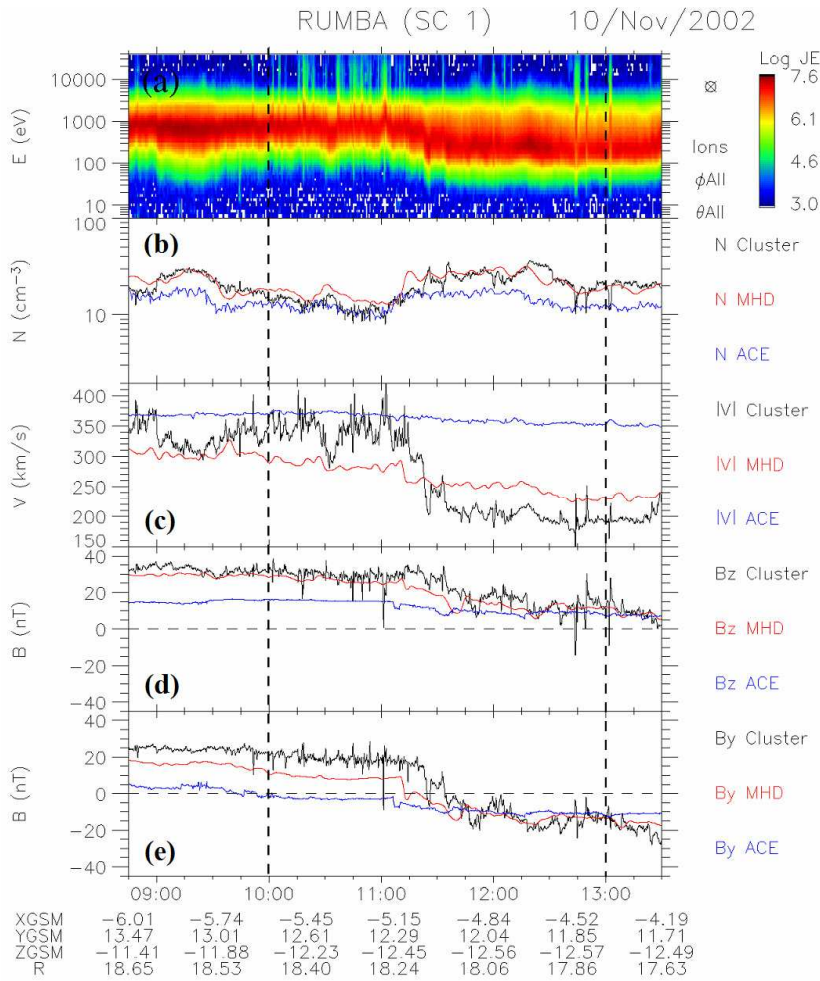 RUMBA (SC 1) 10/Nov/2002
(a)
E (eV)
10000
1000
100
10
Log JE
7.6
6.1
4.6
3.0
⊗
Ions
ϕAll
θAll
(b)
N (cm⁻³)
100
10
N Cluster
N MHD
N ACE
(c)
V (km/s)
400
350
300
250
200
150
|V| Cluster
|V| MHD
|V| ACE
(d)
B (nT)
40
20
0
−20
−40
Bz Cluster
Bz MHD
Bz ACE
(e)
B (nT)
40
20
0
−20
−40
By Cluster
By MHD
By ACE
09:00 10:00 11:00 12:00 13:00
XGSM −6.01 −5.74 −5.45 −5.15 −4.84 −4.52 −4.19
YGSM 13.47 13.01 12.61 12.29 12.04 11.85 11.71
ZGSM −11.41 −11.88 −12.23 −12.45 −12.56 −12.57 −12.49
R 18.65 18.53 18.40 18.24 18.06 17.86 17.63